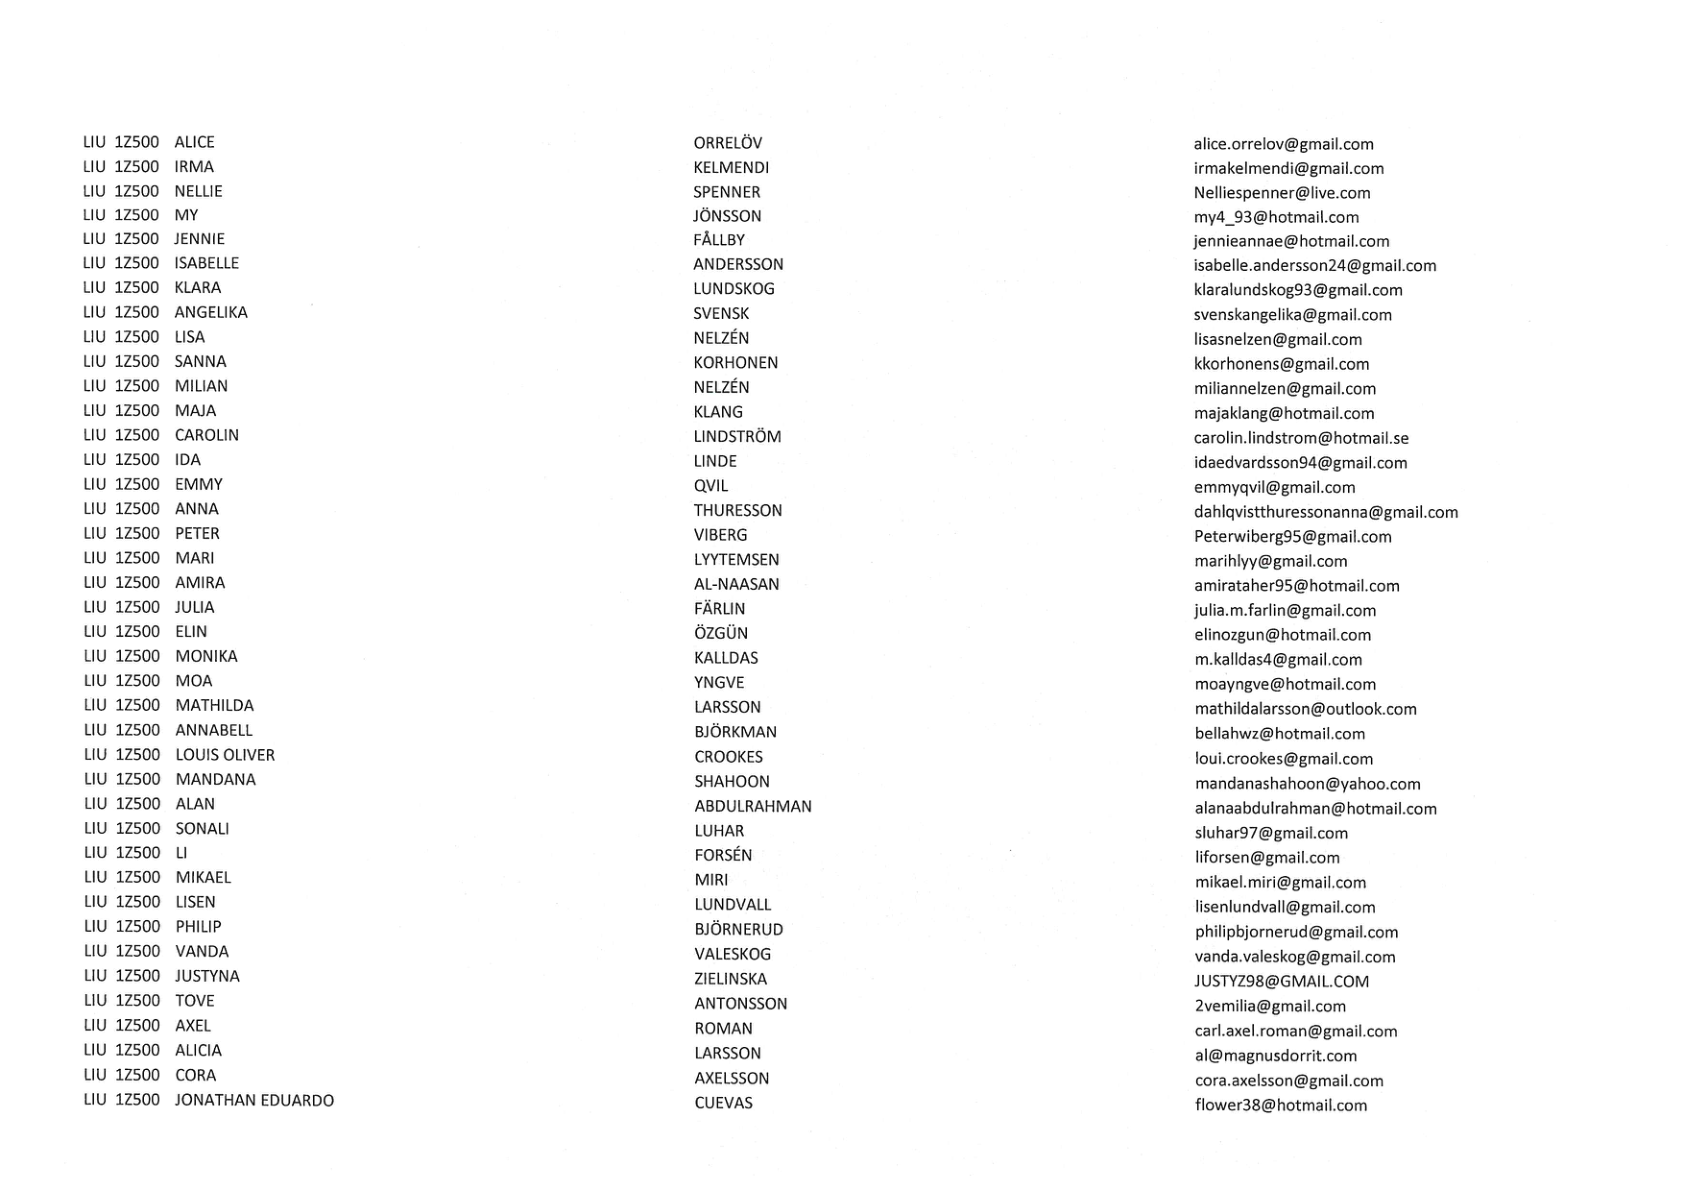 LIU 1Z500 ALICE ORRELÖV alice.orrelov@gmail.com
LIU 1Z500 IRMA KELMENDI irmakelmendi@gmail.com
LIU 1Z500 NELLIE SPENNER Nelliespenner@live.com
LIU 1Z500 MY JÖNSSON my4_93@hotmail.com
LIU 1Z500 JENNIE FÅLLBY jennieannae@hotmail.com
LIU 1Z500 ISABELLE ANDERSSON isabelle.andersson24@gmail.com
LIU 1Z500 KLARA LUNDSKOG klaralundskog93@gmail.com
LIU 1Z500 ANGELIKA SVENSK svenskangelika@gmail.com
LIU 1Z500 LISA NELZÉN lisasnelzen@gmail.com
LIU 1Z500 SANNA KORHONEN kkorhonens@gmail.com
LIU 1Z500 MILIAN NELZÉN miliannelzen@gmail.com
LIU 1Z500 MAJA KLANG majaklang@hotmail.com
LIU 1Z500 CAROLIN LINDSTRÖM carolin.lindstrom@hotmail.se
LIU 1Z500 IDA LINDE idaedvardsson94@gmail.com
LIU 1Z500 EMMY QVIL emmyqvil@gmail.com
LIU 1Z500 ANNA THURESSON dahlqvistthuressonanna@gmail.com
LIU 1Z500 PETER VIBERG Peterwiberg95@gmail.com
LIU 1Z500 MARI LYYTEMSEN marihlyy@gmail.com
LIU 1Z500 AMIRA AL-NAASAN amirataher95@hotmail.com
LIU 1Z500 JULIA FÄRLIN julia.m.farlin@gmail.com
LIU 1Z500 ELIN ÖZGÜN elinozgun@hotmail.com
LIU 1Z500 MONIKA KALLDAS m.kalldas4@gmail.com
LIU 1Z500 MOA YNGVE moayngve@hotmail.com
LIU 1Z500 MATHILDA LARSSON mathildalarsson@outlook.com
LIU 1Z500 ANNABELL BJÖRKMAN bellahwz@hotmail.com
LIU 1Z500 LOUIS OLIVER CROOKES loui.crookes@gmail.com
LIU 1Z500 MANDANA SHAHOON mandanashahoon@yahoo.com
LIU 1Z500 ALAN ABDULRAHMAN alanaabdulrahman@hotmail.com
LIU 1Z500 SONALI LUHAR sluhar97@gmail.com
LIU 1Z500 LI FORSÉN liforsen@gmail.com
LIU 1Z500 MIKAEL MIRI mikael.miri@gmail.com
LIU 1Z500 LISEN LUNDVALL lisenlundvall@gmail.com
LIU 1Z500 PHILIP BJÖRNERUD philipbjornerud@gmail.com
LIU 1Z500 VANDA VALESKOG vanda.valeskog@gmail.com
LIU 1Z500 JUSTYNA ZIELINSKA JUSTYZ98@GMAIL.COM
LIU 1Z500 TOVE ANTONSSON 2vemilia@gmail.com
LIU 1Z500 AXEL ROMAN carl.axel.roman@gmail.com
LIU 1Z500 ALICIA LARSSON al@magnusdorrit.com
LIU 1Z500 CORA AXELSSON cora.axelsson@gmail.com
LIU 1Z500 JONATHAN EDUARDO CUEVAS flower38@hotmail.com